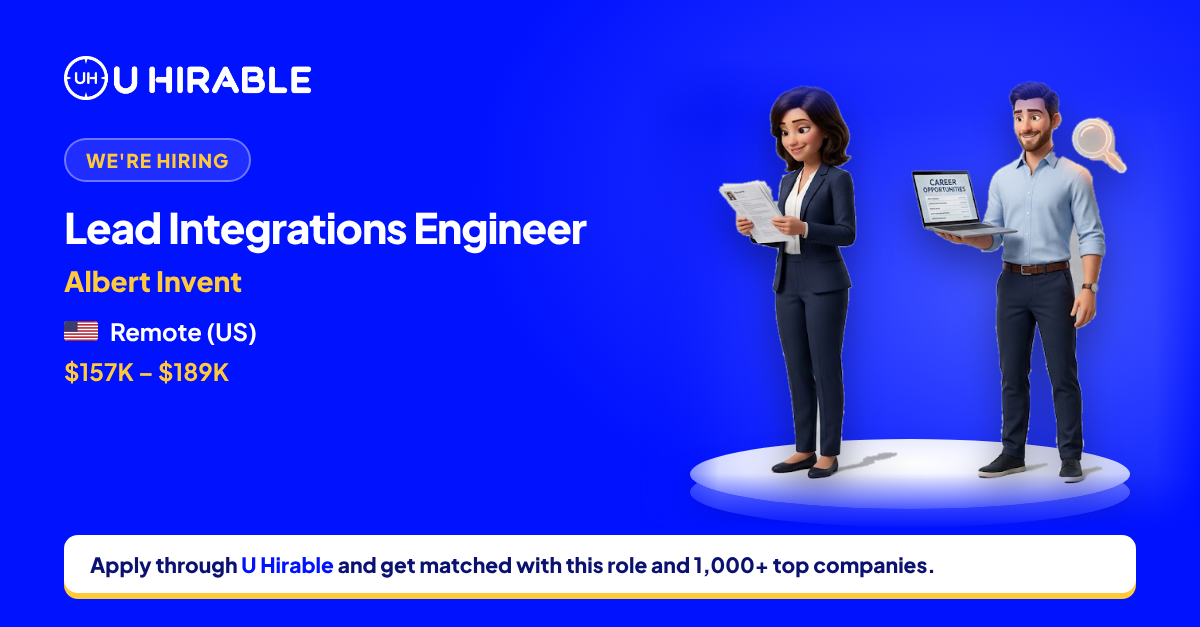 UH U HIRABLE
WE'RE HIRING
Lead Integrations Engineer
Albert Invent
Remote (US)
$157K – $189K
CAREER
OPPORTUNITIES
Apply through U Hirable and get matched with this role and 1,000+ top companies.